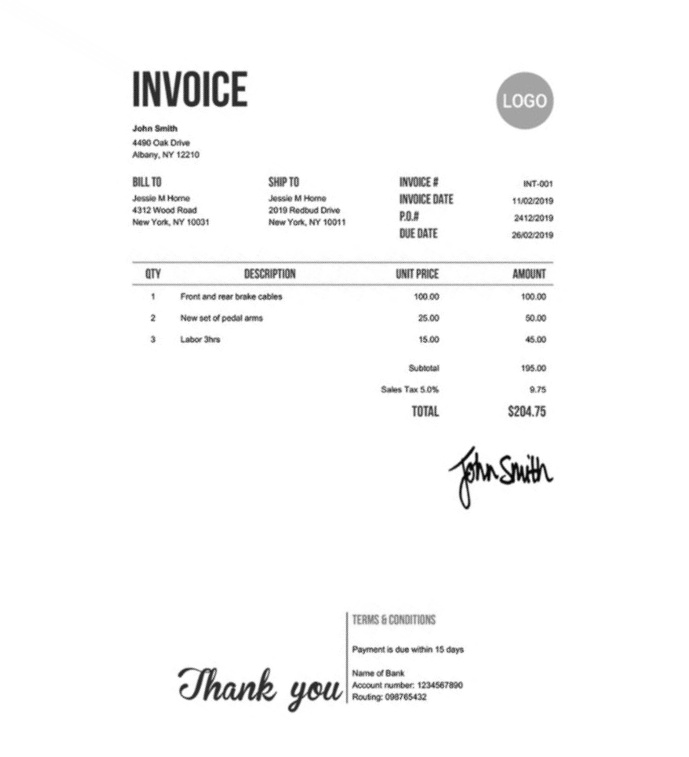 INVOICE
LOGO
John Smith
4490 Oak Drive
Albany, NY 12210
BILL TO
Jessie M Horne
4312 Wood Road
New York, NY 10031
SHIP TO
Jessie M Horne
2019 Redbud Drive
New York, NY 10011
INVOICE # INT-001
INVOICE DATE 11/02/2019
P.O.# 2412/2019
DUE DATE 26/02/2019
QTY DESCRIPTION UNIT PRICE AMOUNT
1 Front and rear brake cables 100.00 100.00
2 New set of pedal arms 25.00 50.00
3 Labor 3hrs 15.00 45.00
Subtotal 195.00
Sales Tax 5.0% 9.75
TOTAL $204.75
John Smith
Thank you
TERMS & CONDITIONS
Payment is due within 15 days
Name of Bank
Account number: 1234567890
Routing: 098765432